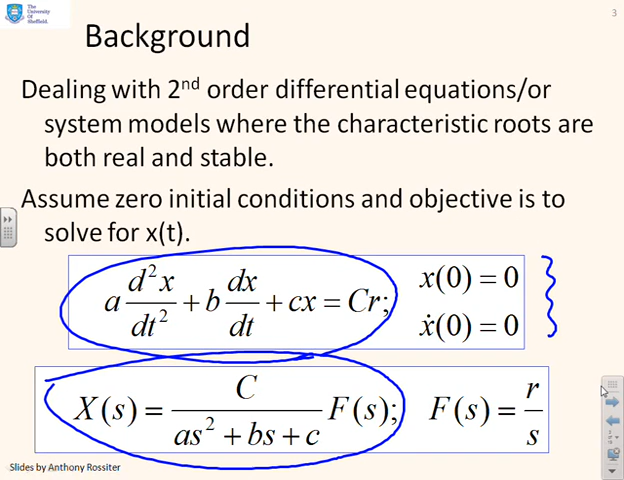 The
University
Of
Sheffield.
3
Background
Dealing with 2nd order differential equations/or
system models where the characteristic roots are
both real and stable.
Assume zero initial conditions and objective is to
solve for x(t).
a d²x/dt² + b dx/dt + cx = Cr; x(0) = 0
ẋ(0) = 0
X(s) = C/(as² + bs + c) F(s); F(s) = r/s
Slides by Anthony Rossiter